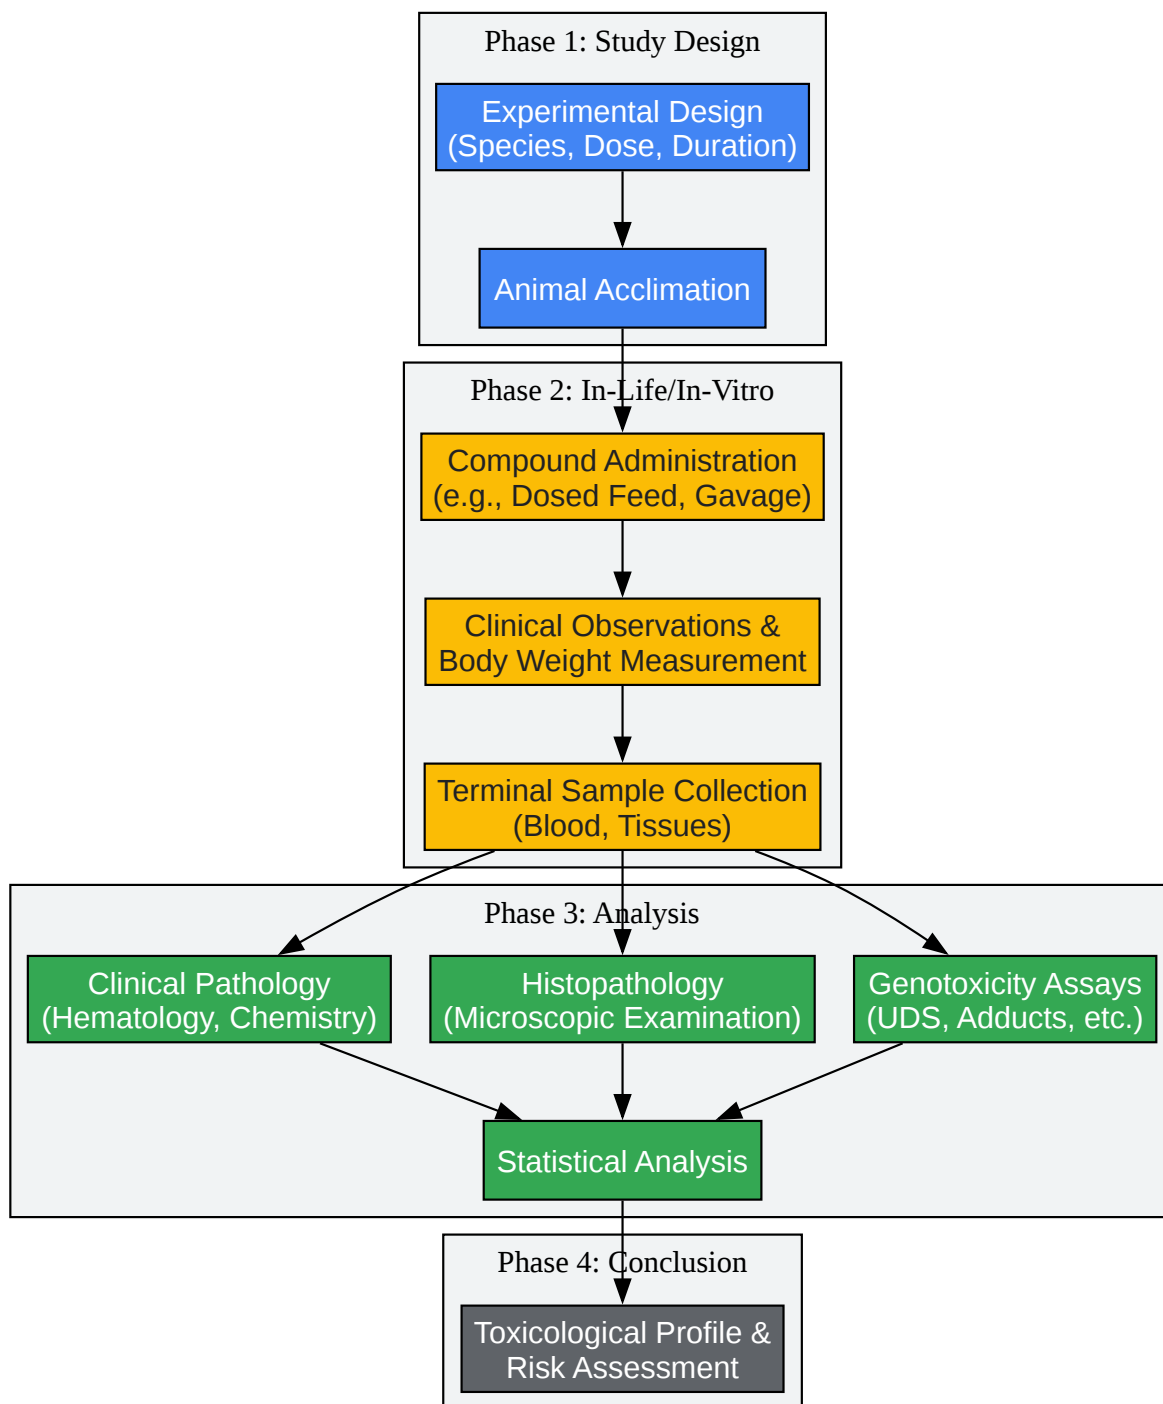 Phase 1: Study Design
Experimental Design
(Species, Dose, Duration)
Animal Acclimation
Phase 2: In-Life/In-Vitro
Compound Administration
(e.g., Dosed Feed, Gavage)
Clinical Observations &
Body Weight Measurement
Terminal Sample Collection
(Blood, Tissues)
Phase 3: Analysis
Clinical Pathology
(Hematology, Chemistry)
Histopathology
(Microscopic Examination)
Genotoxicity Assays
(UDS, Adducts, etc.)
Statistical Analysis
Phase 4: Conclusion
Toxicological Profile &
Risk Assessment